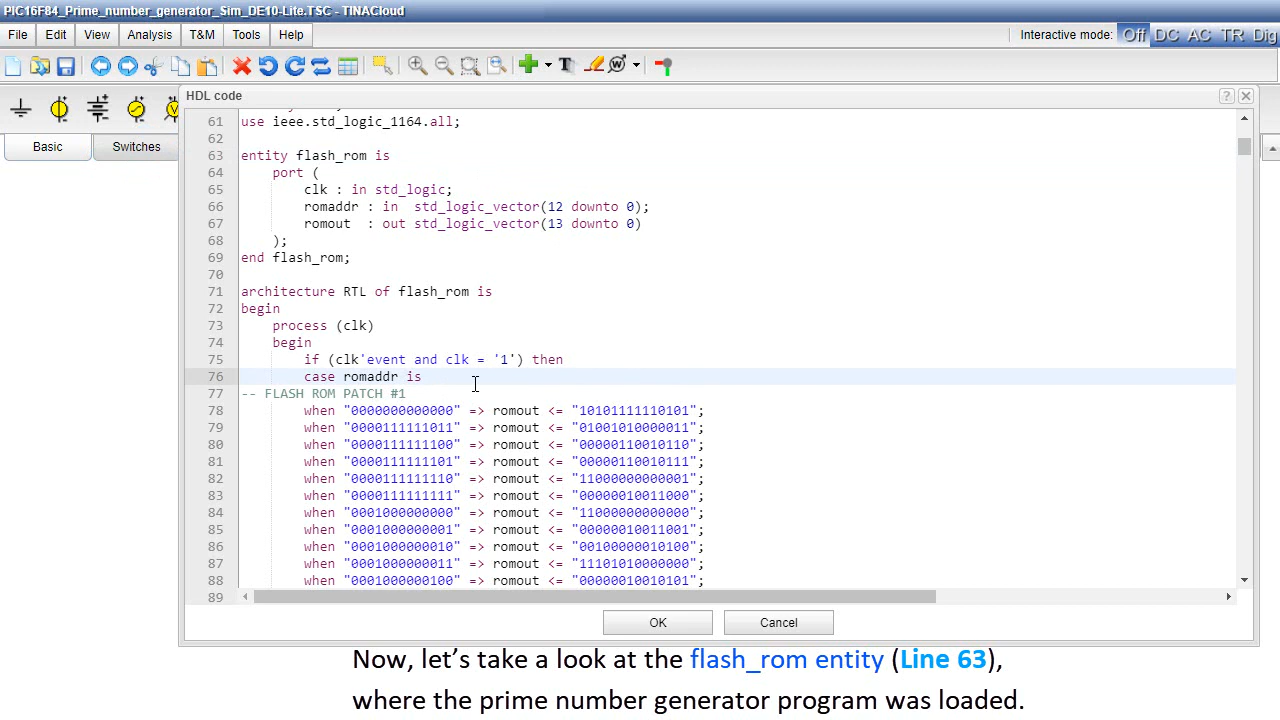 PIC16F84_Prime_number_generator_Sim_DE10-Lite.TSC - TINACloud
File Edit View Analysis T&M Tools Help Interactive mode: Off DC AC TR Dig
HDL code
Basic Switches
61 use ieee.std_logic_1164.all;
62
63 entity flash_rom is
64 port (
65 clk : in std_logic;
66 romaddr : in std_logic_vector(12 downto 0);
67 romout : out std_logic_vector(13 downto 0)
68 );
69 end flash_rom;
70
71 architecture RTL of flash_rom is
72 begin
73 process (clk)
74 begin
75 if (clk'event and clk = '1') then
76 case romaddr is
77 -- FLASH ROM PATCH #1
78 when "0000000000000" => romout <= "10101111110101";
79 when "0000111111011" => romout <= "01001010000011";
80 when "0000111111100" => romout <= "00000110010110";
81 when "0000111111101" => romout <= "00000110010111";
82 when "0000111111110" => romout <= "11000000000001";
83 when "0000111111111" => romout <= "00000010011000";
84 when "0001000000000" => romout <= "11000000000000";
85 when "0001000000001" => romout <= "00000010011001";
86 when "0001000000010" => romout <= "00100000010100";
87 when "0001000000011" => romout <= "11101010000000";
88 when "0001000000100" => romout <= "00000010010101";
89
OK Cancel
Now, let's take a look at the flash_rom entity (Line 63),
where the prime number generator program was loaded.